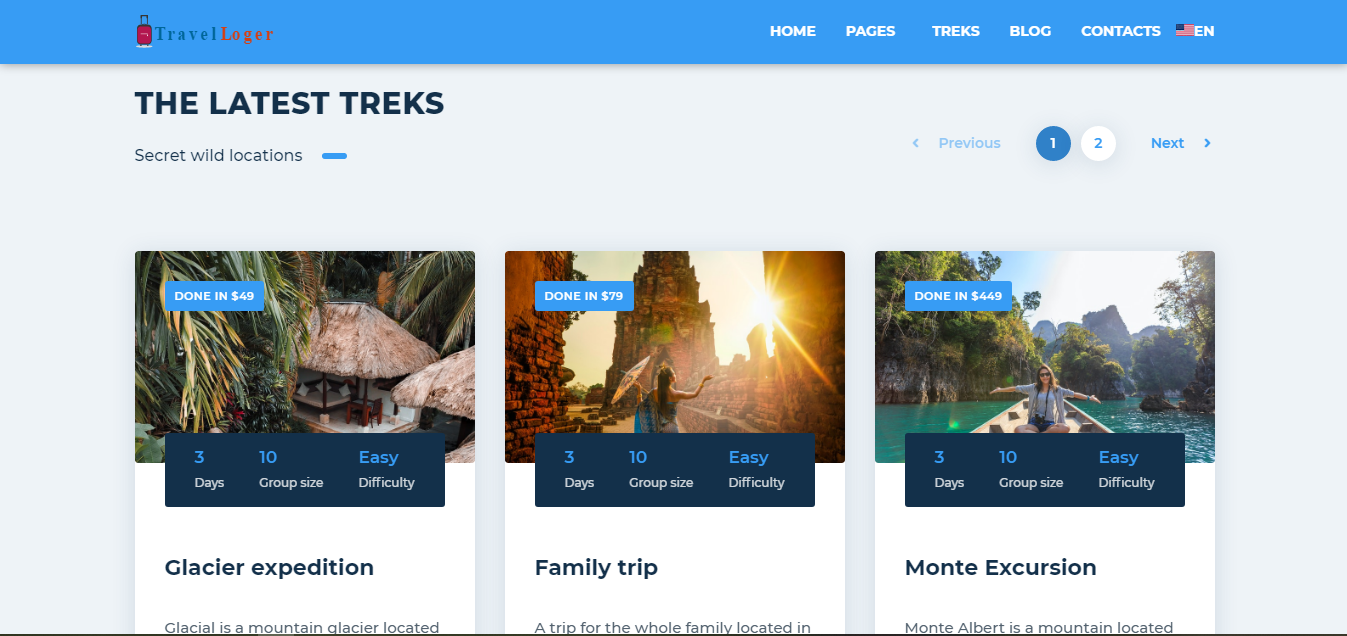 Travel Loger
HOME PAGES TREKS BLOG CONTACTS EN
THE LATEST TREKS
Secret wild locations
Previous 1 2 Next
DONE IN $49
3 10 Easy
Days Group size Difficulty
Glacier expedition
Glacial is a mountain glacier located
DONE IN $79
3 10 Easy
Days Group size Difficulty
Family trip
A trip for the whole family located in
DONE IN $449
3 10 Easy
Days Group size Difficulty
Monte Excursion
Monte Albert is a mountain located